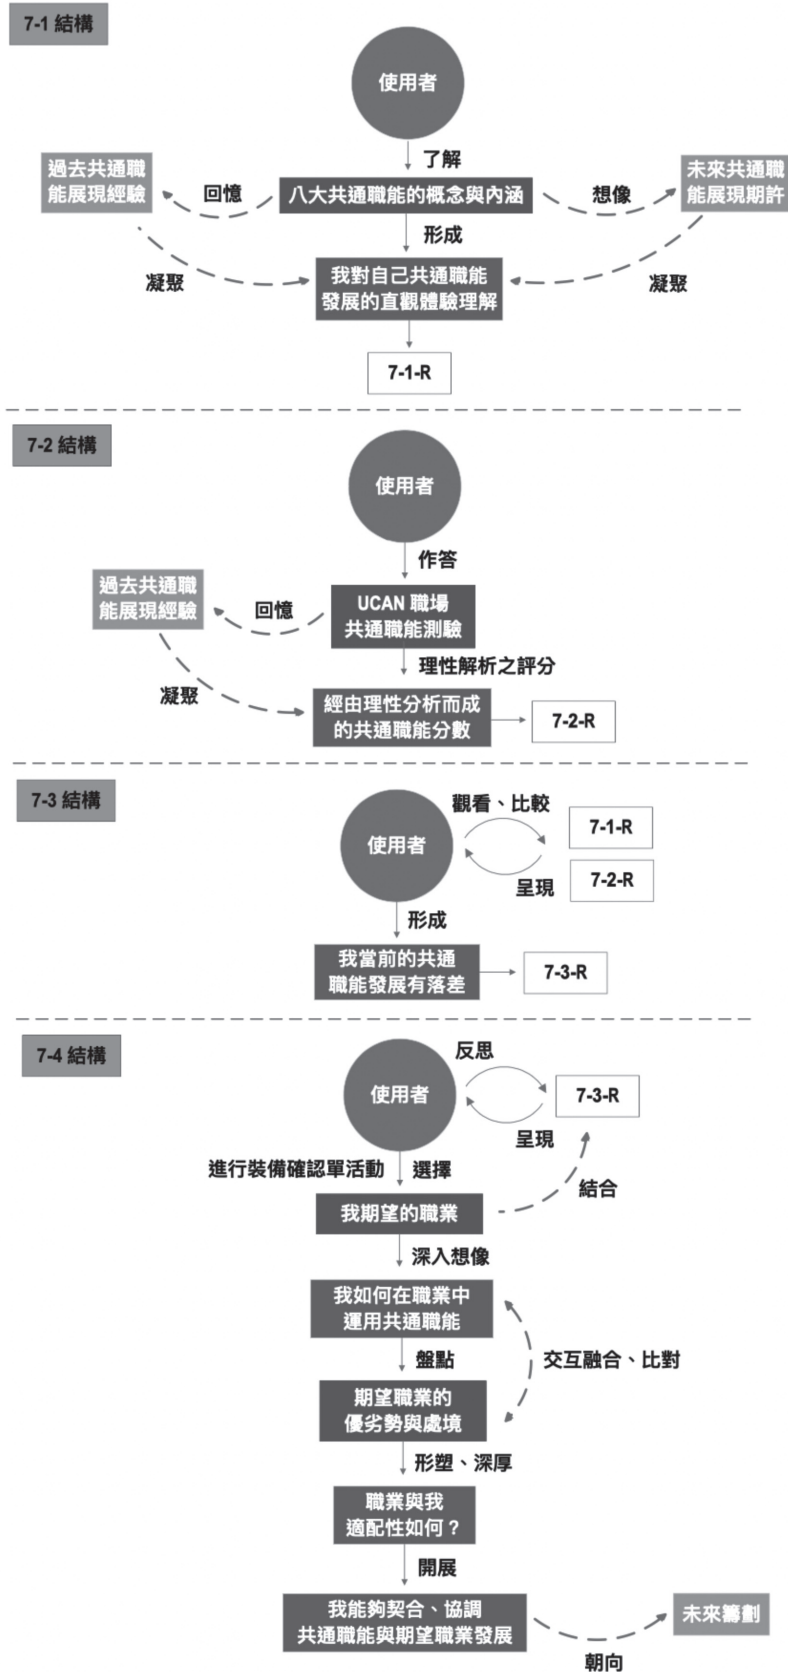 7-1 結構
使用者
了解
過去共通職
能展現經驗
回憶
八大共通職能的概念與內涵
想像
未來共通職
能展現期許
形成
凝聚
我對自己共通職能
發展的直觀體驗理解
凝聚
7-1-R
7-2 結構
使用者
作答
過去共通職
能展現經驗
回憶
UCAN 職場
共通職能測驗
理性解析之評分
凝聚
經由理性分析而成
的共通職能分數
7-2-R
7-3 結構
使用者
觀看、比較
7-1-R
7-2-R
呈現
形成
我當前的共通
職能發展有落差
7-3-R
7-4 結構
使用者
反思
7-3-R
呈現
進行裝備確認單活動
選擇
結合
我期望的職業
深入想像
我如何在職業中
運用共通職能
盤點
交互融合、比對
期望職業的
優劣勢與處境
形塑、深厚
職業與我
適配性如何？
開展
我能夠契合、協調
共通職能與期望職業發展
未來籌劃
朝向